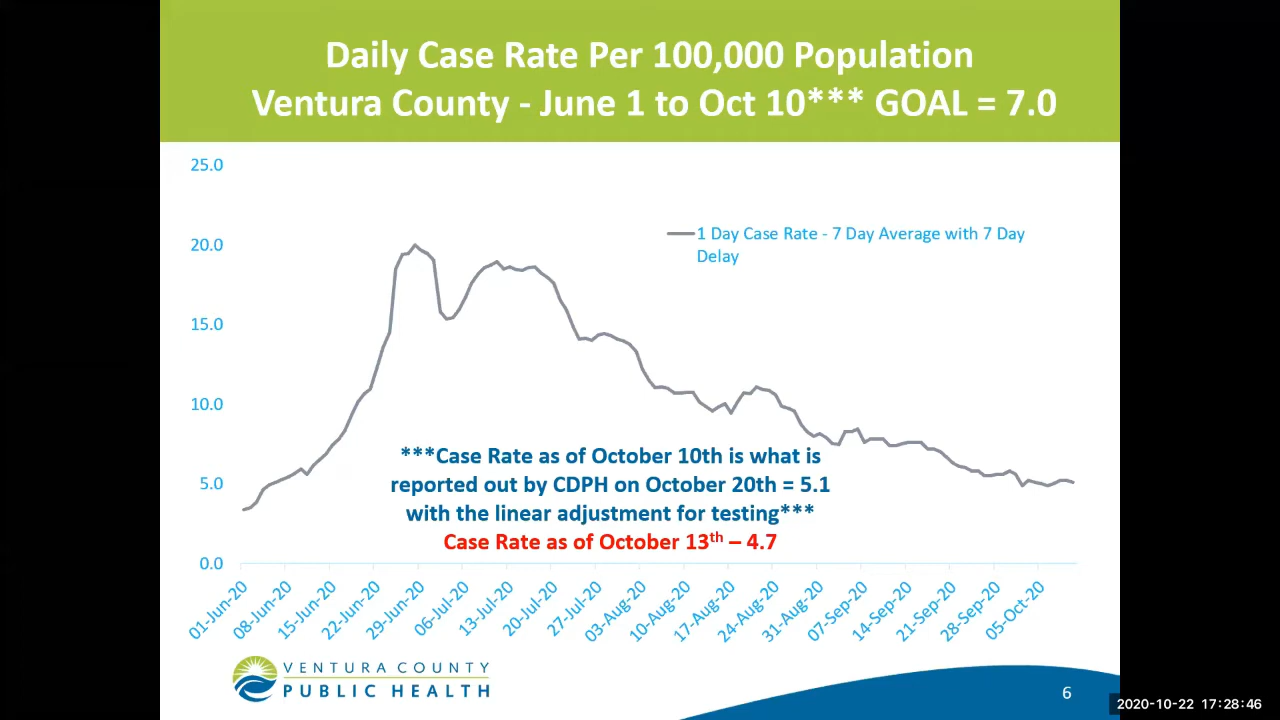 Daily Case Rate Per 100,000 Population
Ventura County - June 1 to Oct 10*** GOAL = 7.0
25.0
20.0
15.0
10.0
5.0
0.0
1 Day Case Rate - 7 Day Average with 7 Day
Delay
***Case Rate as of October 10th is what is
reported out by CDPH on October 20th = 5.1
with the linear adjustment for testing***
Case Rate as of October 13th – 4.7
01-Jun-20
08-Jun-20
15-Jun-20
22-Jun-20
29-Jun-20
06-Jul-20
13-Jul-20
20-Jul-20
27-Jul-20
03-Aug-20
10-Aug-20
17-Aug-20
24-Aug-20
31-Aug-20
07-Sep-20
14-Sep-20
21-Sep-20
28-Sep-20
05-Oct-20
VENTURA COUNTY
PUBLIC HEALTH
6
2020-10-22 17:28:46